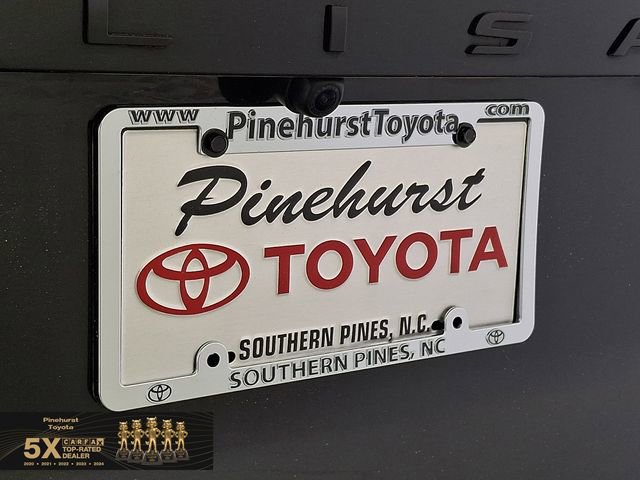 L I S A
www PinehurstToyota com
Pinehurst
TOYOTA
SOUTHERN PINES, N.C.
SOUTHERN PINES, NC
Pinehurst
Toyota
5X CARFAX
TOP-RATED
DEALER
2020 • 2021 • 2022 • 2023 • 2024